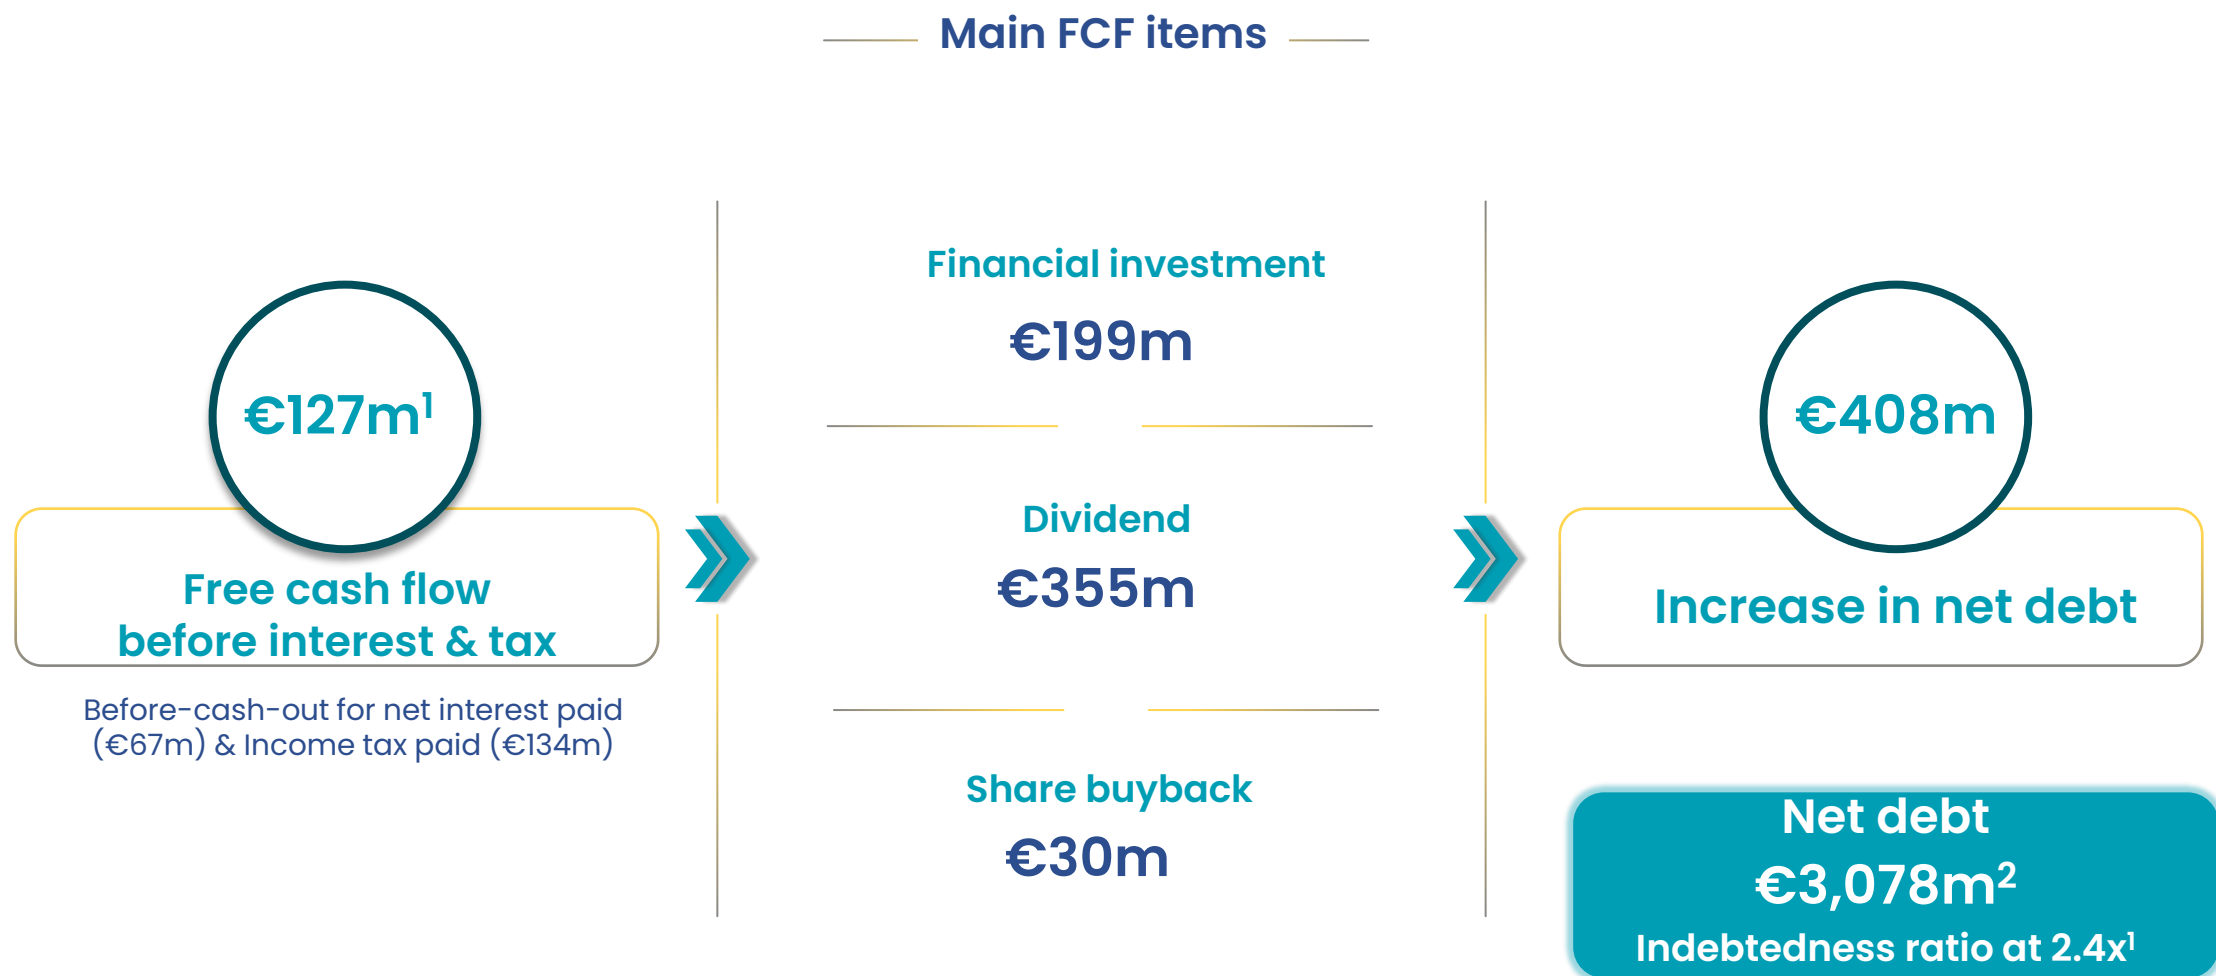 Main FCF items
€127m¹
Free cash flow
before interest & tax
Before-cash-out for net interest paid
(€67m) & Income tax paid (€134m)
Financial investment
€199m
Dividend
€355m
Share buyback
€30m
€408m
Increase in net debt
Net debt
€3,078m²
Indebtedness ratio at 2.4x¹